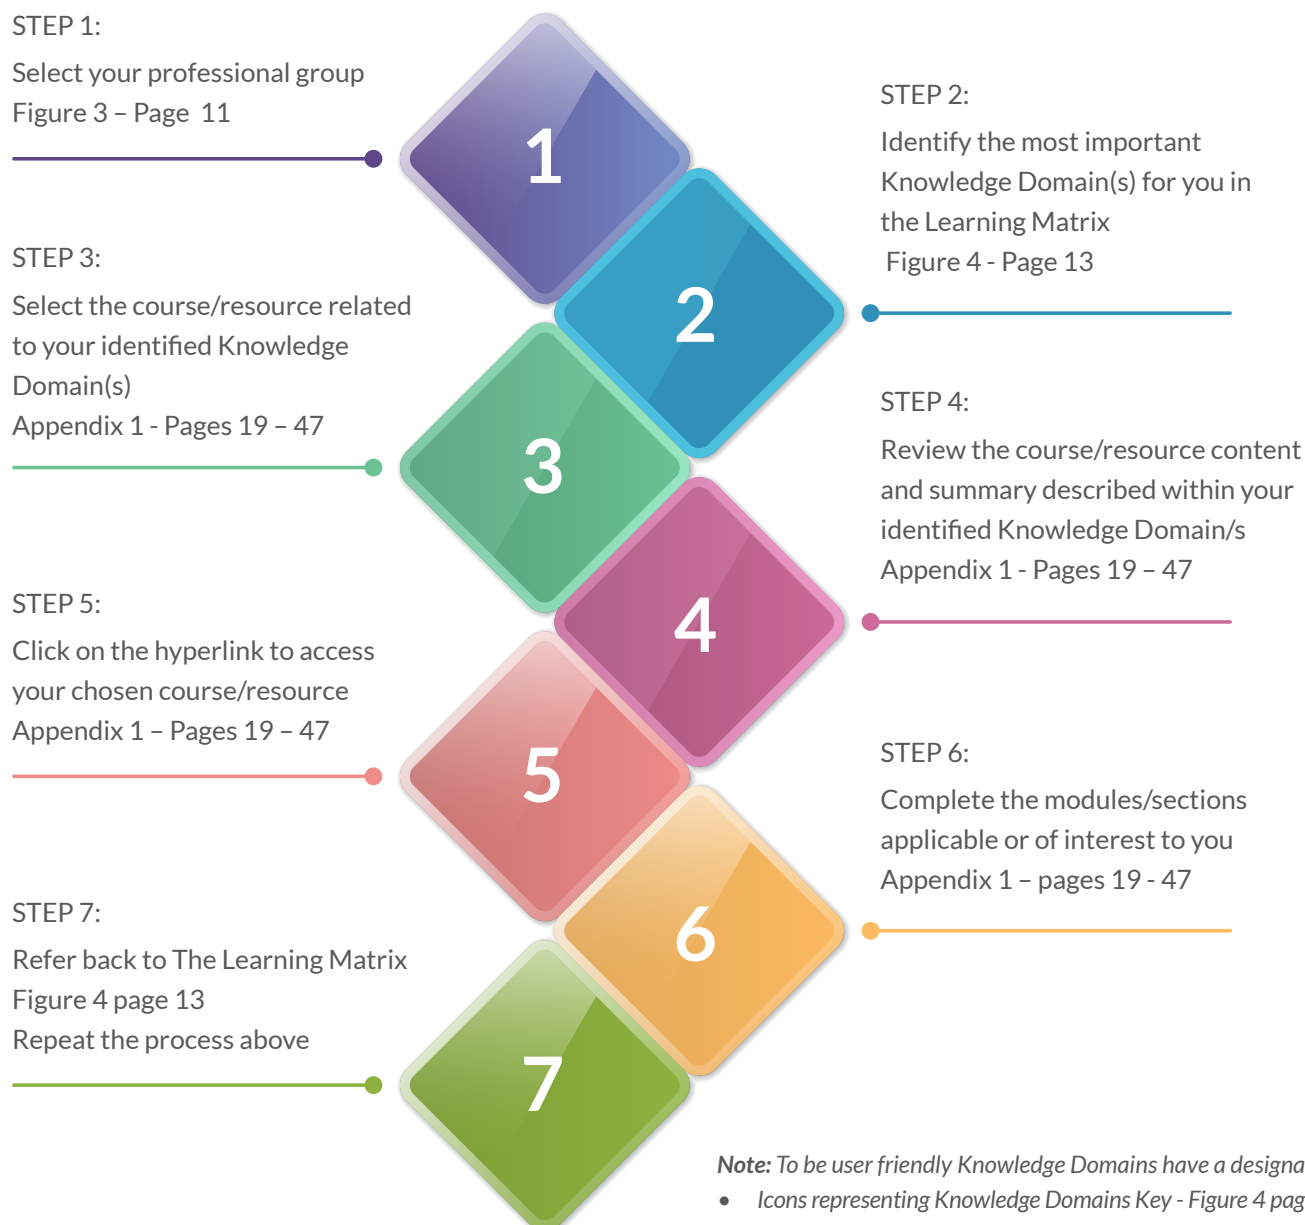 STEP 1:
Select your professional group
Figure 3 – Page 11
1
STEP 2:
Identify the most important
Knowledge Domain(s) for you in
the Learning Matrix
Figure 4 - Page 13
2
STEP 3:
Select the course/resource related
to your identified Knowledge
Domain(s)
Appendix 1 - Pages 19 – 47
3
STEP 4:
Review the course/resource content
and summary described within your
identified Knowledge Domain/s
Appendix 1 - Pages 19 – 47
4
STEP 5:
Click on the hyperlink to access
your chosen course/resource
Appendix 1 – Pages 19 – 47
5
STEP 6:
Complete the modules/sections
applicable or of interest to you
Appendix 1 – pages 19 - 47
6
STEP 7:
Refer back to The Learning Matrix
Figure 4 page 13
Repeat the process above
7
Note: To be user friendly Knowledge Domains have a designa
• Icons representing Knowledge Domains Key - Figure 4 pag